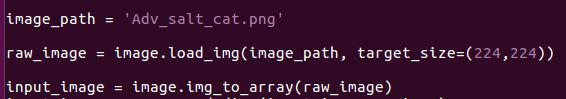 image_path = 'Adv_salt_cat.png'
raw_image = image.load_img(image_path, target_size=(224,224))
input_image = image.img_to_array(raw_image)